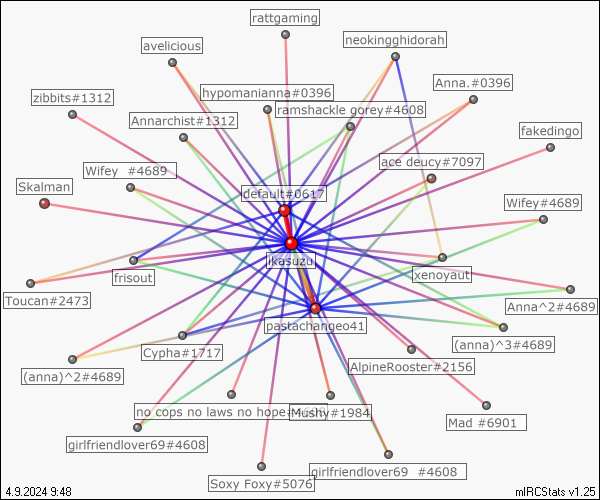 rattgaming
neokingghidorah
avelicious
Anna.#0396
hypomanianna#0396
zibbits#1312
ramshackle gorey#4608
Annarchist#1312
fakedingo
ace deucy#7097
Wifey #4689
Skalman
default#0617
Wifey#4689
ikasuzu
xenoyaut
frisout
Toucan#2473
Anna^2#4689
pastachangeo41
(anna)^3#4689
Cypha#1717
AlpineRooster#2156
(anna)^2#4689
no cops no laws no hope
Mushy#1984
Mad #6901
girlfriendlover69#4608
girlfriendlover69 #4608
Soxy Foxy#5076
4.9.2024 9:48
mIRCStats v1.25